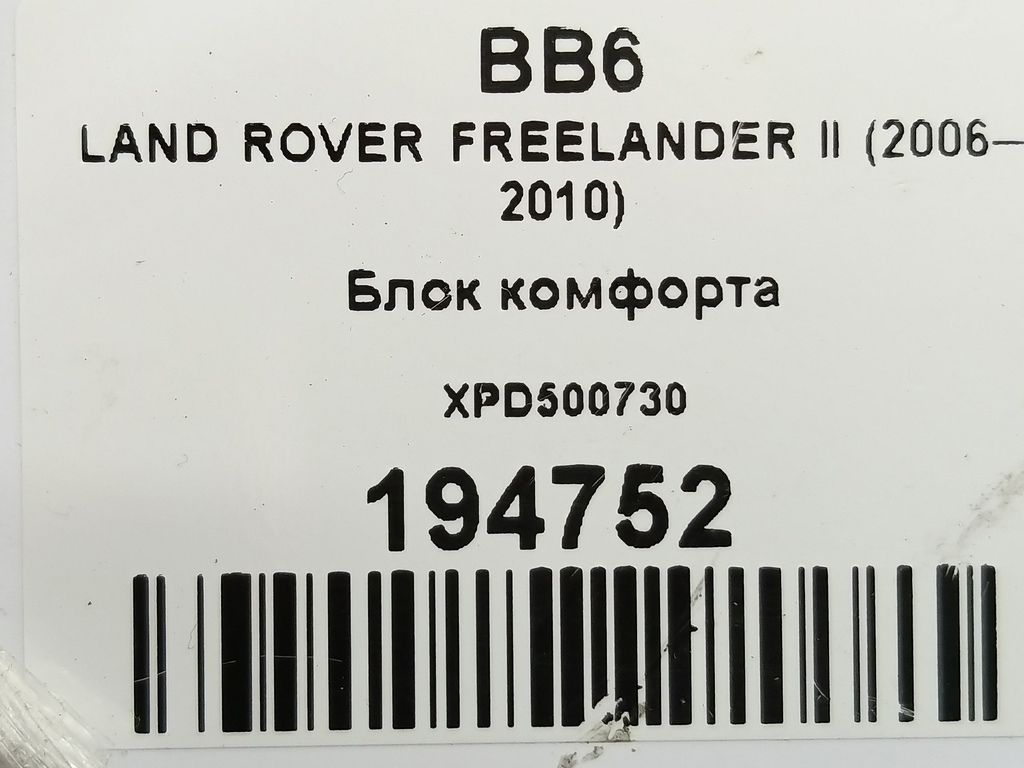 BB6
LAND ROVER FREELANDER II (2006–
2010)
Блок комфорта
XPD500730
194752